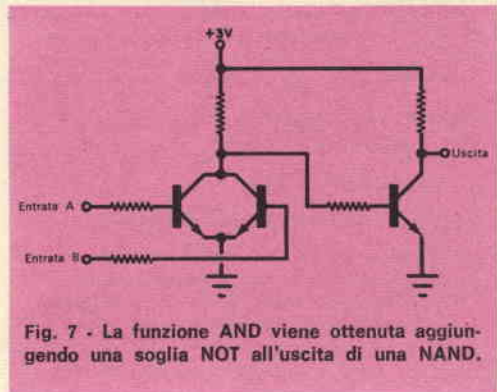 +3V
Uscita
Entrata A
Entrata B
Fig. 7 - La funzione AND viene ottenuta aggiun-
gendo una soglia NOT all'uscita di una NAND.